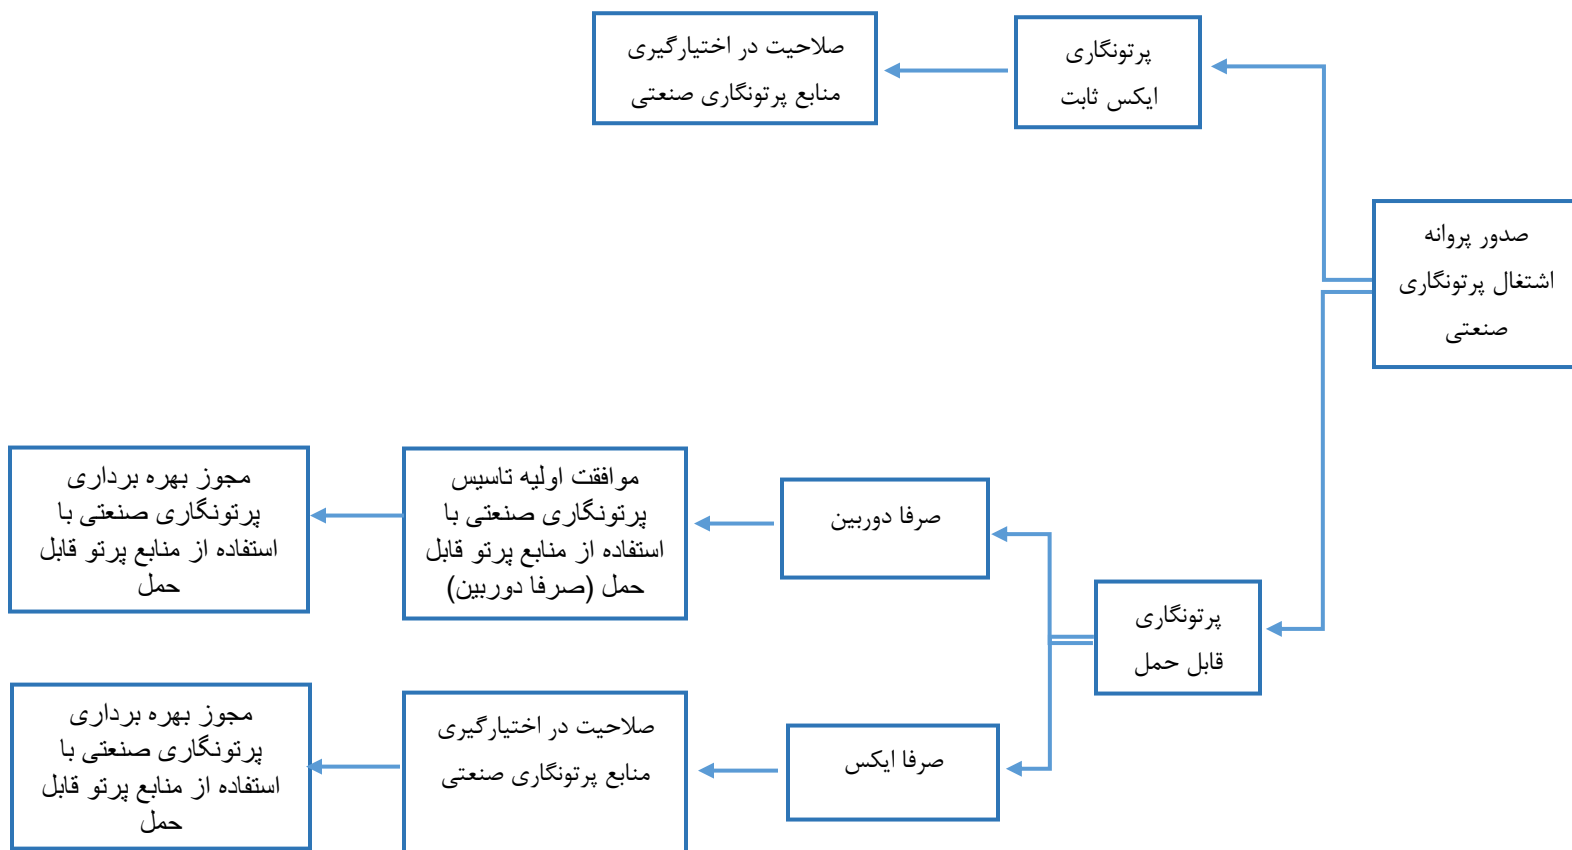 صدور پروانه
اشتغال پرتونگاری
صنعتی
پرتونگاری
ایکس ثابت
صلاحیت در اختیارگیری
منابع پرتونگاری صنعتی
پرتونگاری
قابل حمل
صرفا دوربین
موافقت اولیه تاسیس
پرتونگاری صنعتی با
استفاده از منابع پرتو قابل
حمل (صرفا دوربین)
مجوز بهره برداری
پرتونگاری صنعتی با
استفاده از منابع پرتو قابل
حمل
صرفا ایکس
صلاحیت در اختیارگیری
منابع پرتونگاری صنعتی
مجوز بهره برداری
پرتونگاری صنعتی با
استفاده از منابع پرتو قابل
حمل